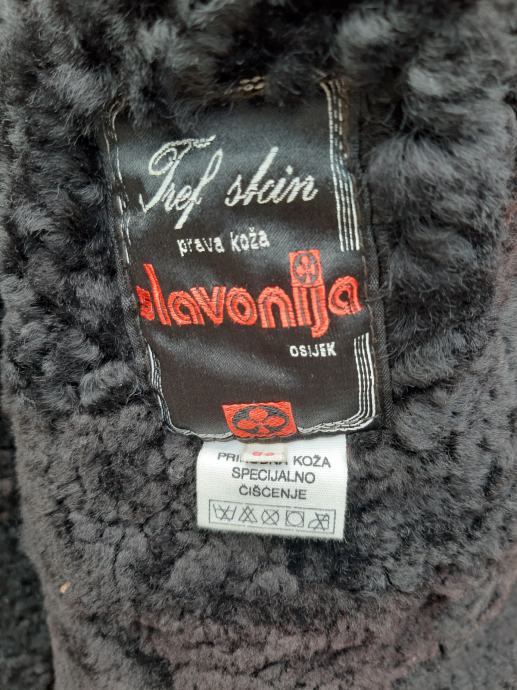 Tref skin
prava koža
slavonija
OSIJEK
PRIRODNA KOŽA
SPECIJALNO
ČIŠĆENJE